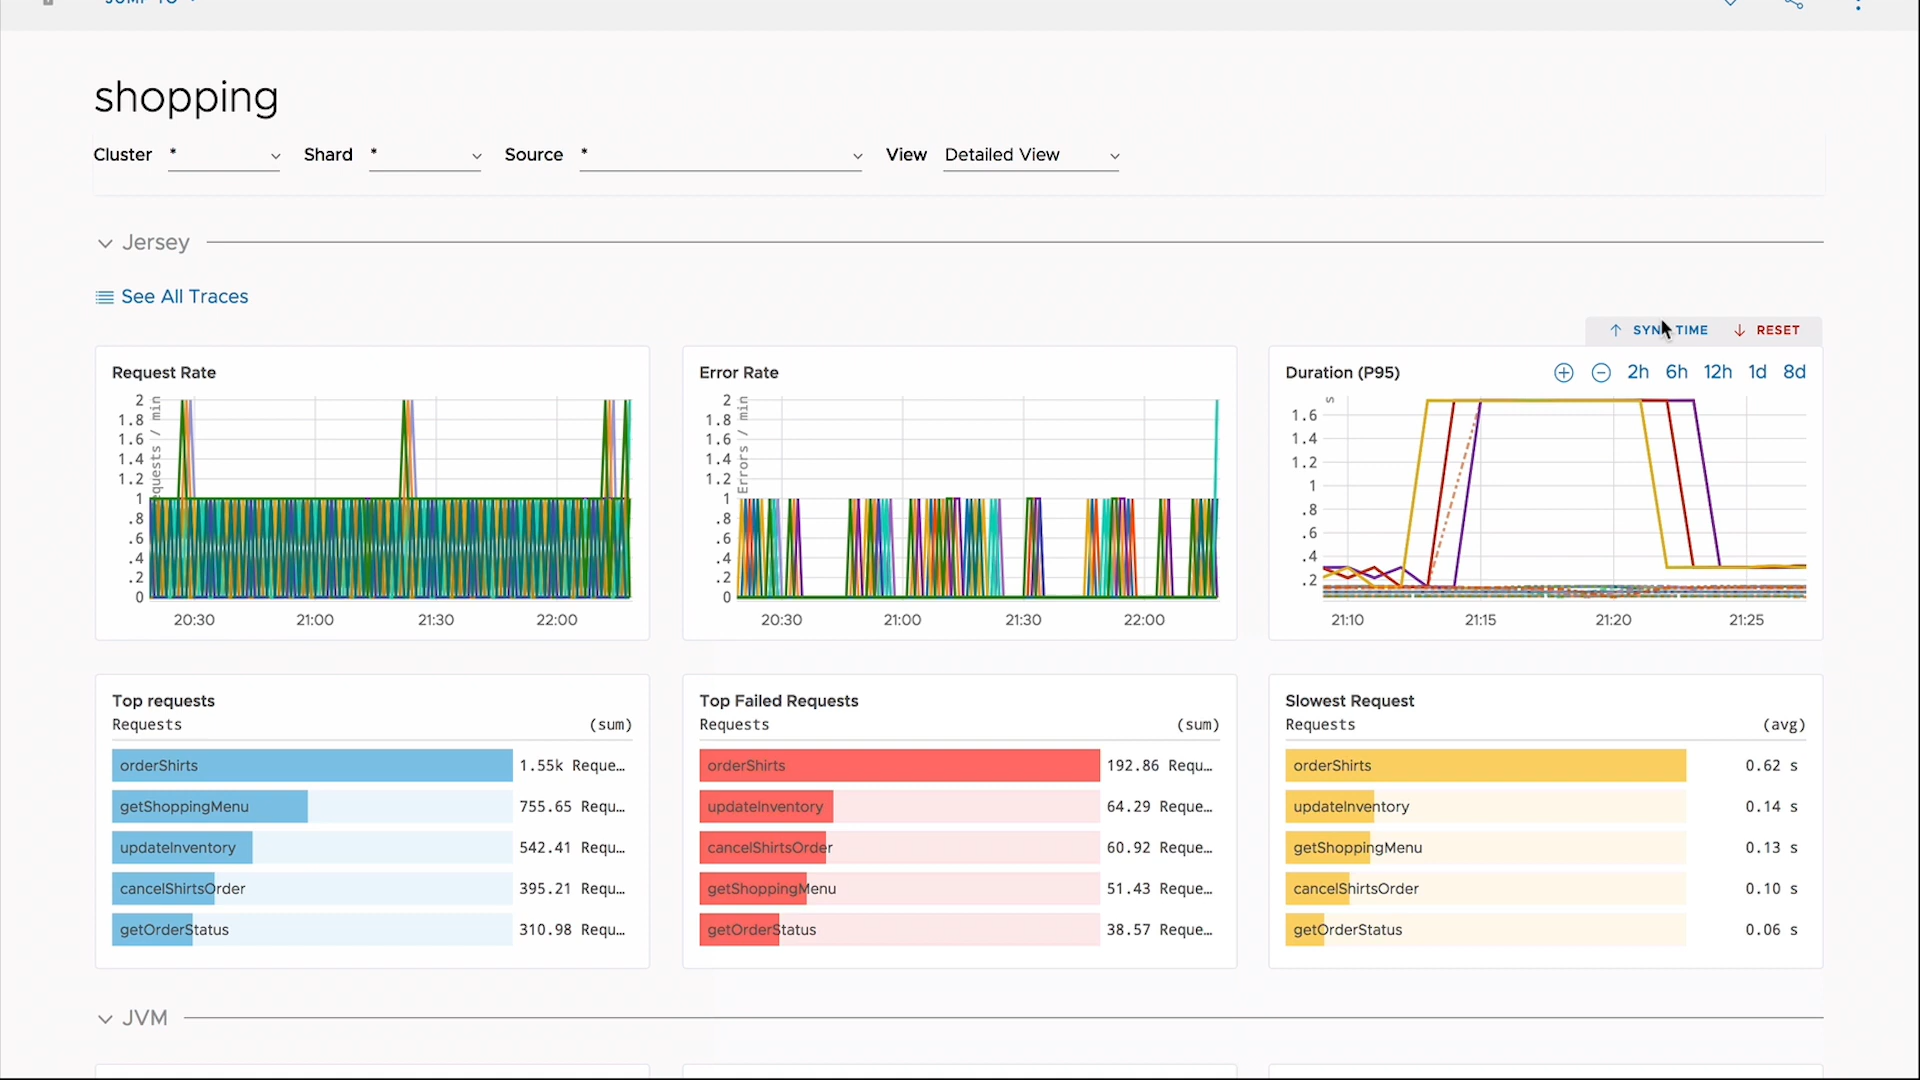 JUMP TO
shopping
Cluster * Shard * Source * View Detailed View
Jersey
See All Traces
SYNC TIME RESET
Request Rate
2
1.8
1.6
1.4
1.2
1
.8
.6
.4
.2
0
20:30 21:00 21:30 22:00
Error Rate
2
1.8
1.6
1.4
1.2
1
.8
.6
.4
.2
0
Errors / min
20:30 21:00 21:30 22:00
Duration (P95) 2h 6h 12h 1d 8d
s
1.6
1.4
1.2
1
.8
.6
.4
.2
21:10 21:15 21:20 21:25
Top requests
Requests (sum)
orderShirts 1.55k Reque...
getShoppingMenu 755.65 Requ...
updateInventory 542.41 Requ...
cancelShirtsOrder 395.21 Requ...
getOrderStatus 310.98 Requ...
Top Failed Requests
Requests (sum)
orderShirts 192.86 Requ...
updateInventory 64.29 Reque...
cancelShirtsOrder 60.92 Reque...
getShoppingMenu 51.43 Reque...
getOrderStatus 38.57 Reque...
Slowest Request
Requests (avg)
orderShirts 0.62 s
updateInventory 0.14 s
getShoppingMenu 0.13 s
cancelShirtsOrder 0.10 s
getOrderStatus 0.06 s
JVM